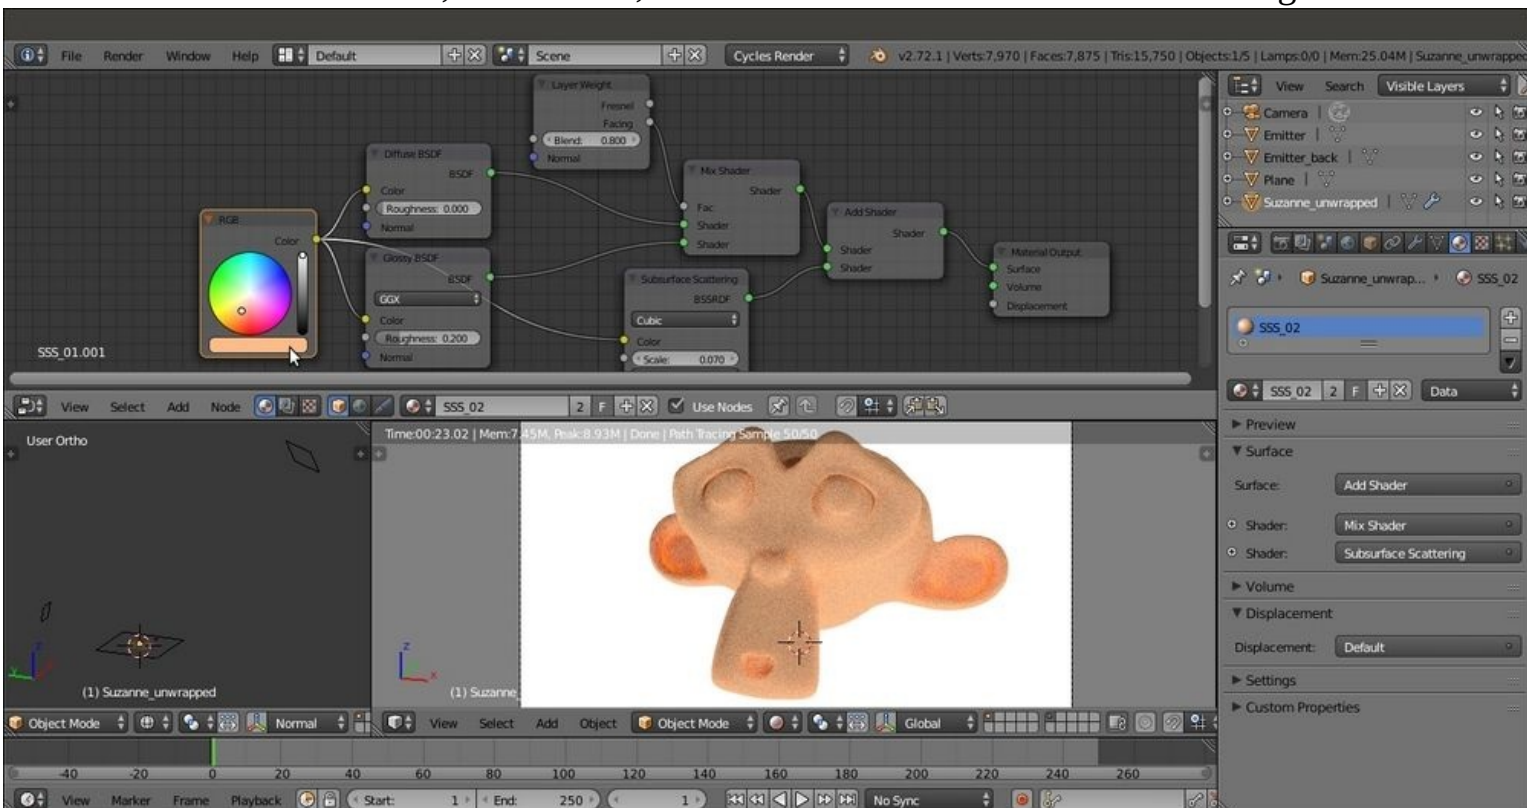 File Render Window Help Default Scene Cycles Render v2.72.1 | Verts:7,970 | Faces:7,875 | Tris:15,750 | Objects:1/5 | Lamps:0/0 | Mem:25.04M | Suzanne_unwrapped
View Search Visible Layers
Camera
Emitter
Emitter_back
Plane
Suzanne_unwrapped
Layer Weight
Fresnel
Facing
Blend: 0.800
Normal
Diffuse BSDF
BSDF
Color
Roughness: 0.000
Normal
Mix Shader
Shader
Fac
Shader
Shader
RGB
Color
Glossy BSDF
BSDF
GGX
Color
Roughness: 0.200
Normal
Add Shader
Shader
Shader
Shader
Subsurface Scattering
BSSRDF
Cubic
Color
Scale: 0.070
Material Output
Surface
Volume
Displacement
SSS_01.001
Suzanne_unwrap... SSS_02
SSS_02
SSS_02 2 F Data
View Select Add Node SSS_02 2 F Use Nodes
Preview
Surface
Surface: Add Shader
Shader: Mix Shader
Shader: Subsurface Scattering
Volume
Displacement
Displacement: Default
Settings
Custom Properties
User Ortho
z
y
(1) Suzanne_unwrapped
Time:00:23.02 | Mem:7.45M, Peak:8.93M | Done | Path Tracing Sample 50/50
z
x
(1) Suzanne_
Object Mode Normal
View Select Add Object Object Mode Global
-40 -20 0 20 40 60 80 100 120 140 160 180 200 220 240 260
View Marker Frame Playback Start: 1 End: 250 1 No Sync